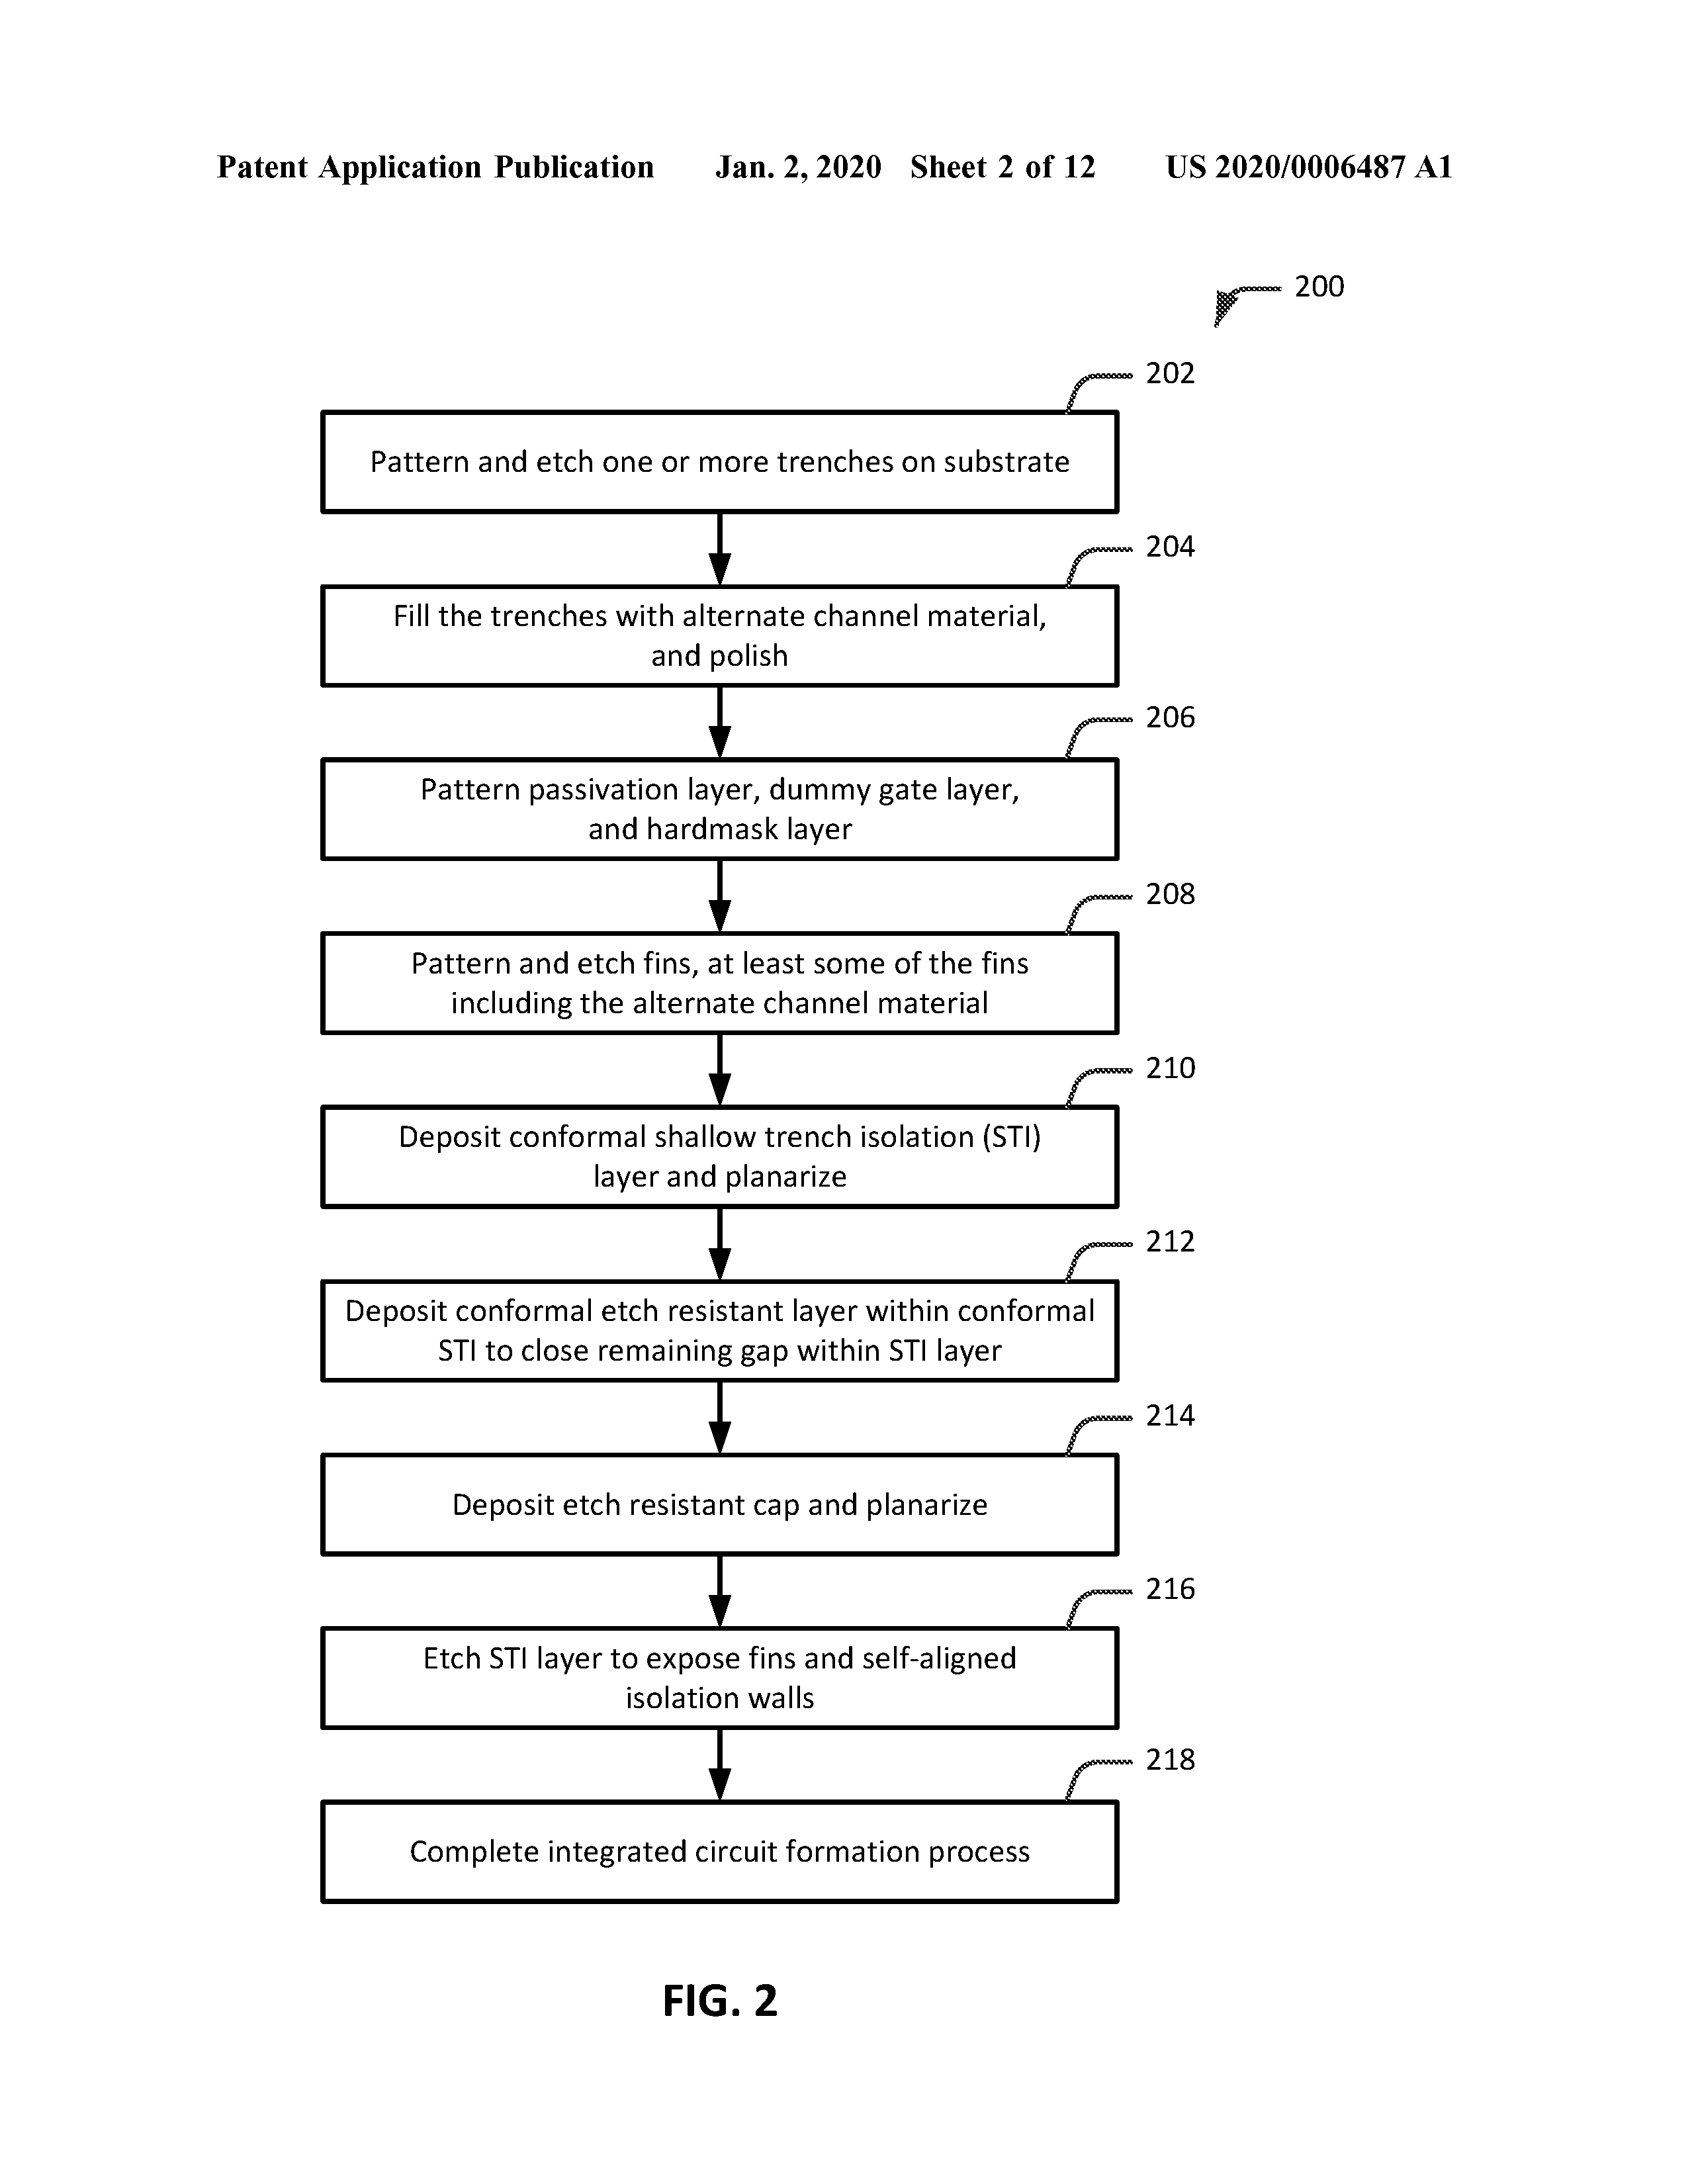 Patent Application Publication Jan. 2, 2020 Sheet 2 of 12 US 2020/0006487 A1
200
202
Pattern and etch one or more trenches on substrate
204
Fill the trenches with alternate channel material,
and polish
206
Pattern passivation layer, dummy gate layer,
and hardmask layer
208
Pattern and etch fins, at least some of the fins
including the alternate channel material
210
Deposit conformal shallow trench isolation (STI)
layer and planarize
212
Deposit conformal etch resistant layer within conformal
STI to close remaining gap within STI layer
214
Deposit etch resistant cap and planarize
216
Etch STI layer to expose fins and self-aligned
isolation walls
218
Complete integrated circuit formation process
FIG. 2